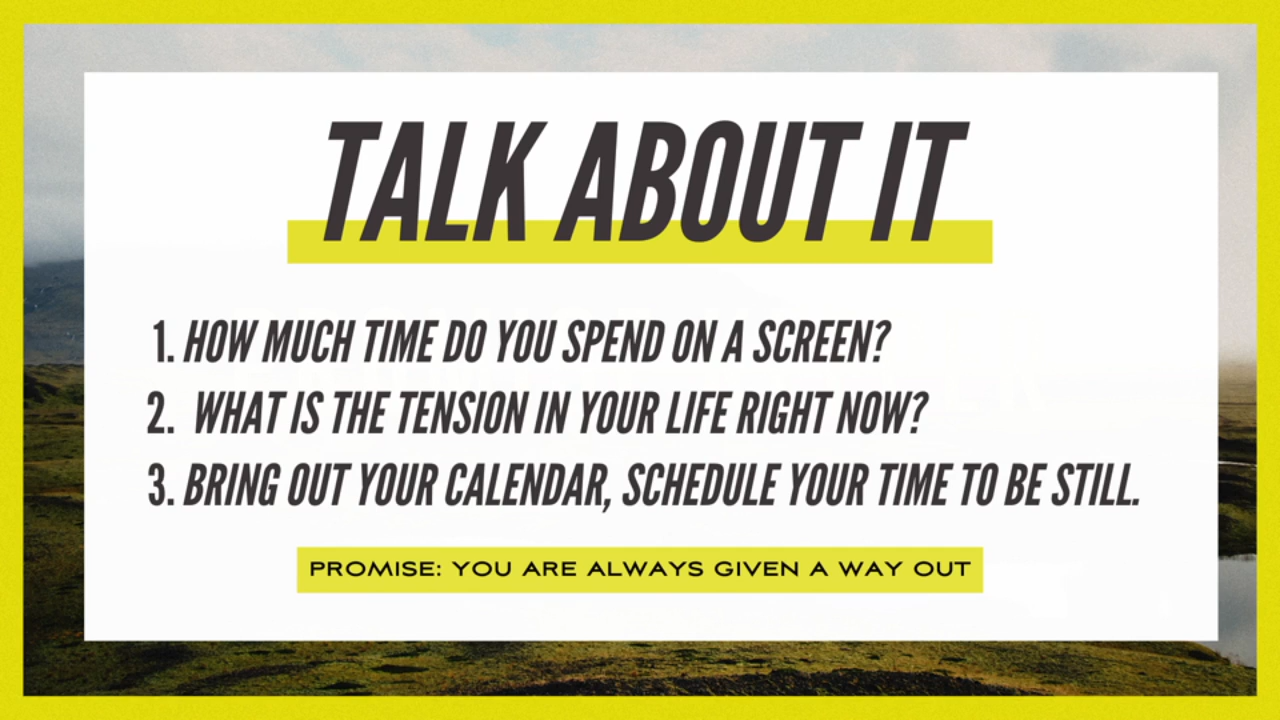 TALK ABOUT IT
1. HOW MUCH TIME DO YOU SPEND ON A SCREEN?
2. WHAT IS THE TENSION IN YOUR LIFE RIGHT NOW?
3. BRING OUT YOUR CALENDAR, SCHEDULE YOUR TIME TO BE STILL.
PROMISE: YOU ARE ALWAYS GIVEN A WAY OUT